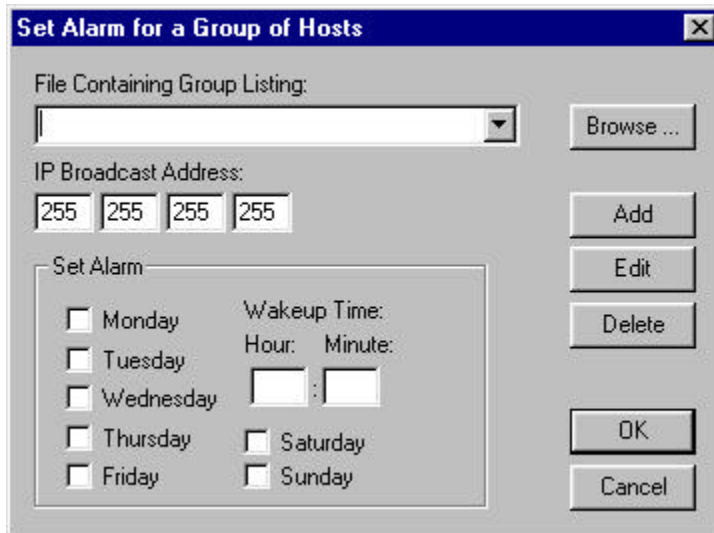 Set Alarm for a Group of Hosts
File Containing Group Listing:
Browse ...
IP Broadcast Address:
255 255 255 255
Add
Edit
Delete
Set Alarm
Monday
Tuesday
Wednesday
Thursday
Friday
Wakeup Time:
Hour: Minute:
:
Saturday
Sunday
OK
Cancel